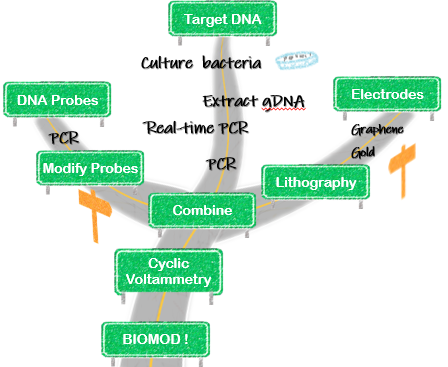 Target DNA
Culture bacteria
Extract gDNA
Real-time PCR
PCR
DNA Probes
PCR
Modify Probes
Electrodes
Graphene
Gold
Lithography
Combine
Cyclic
Voltammetry
BIOMOD !